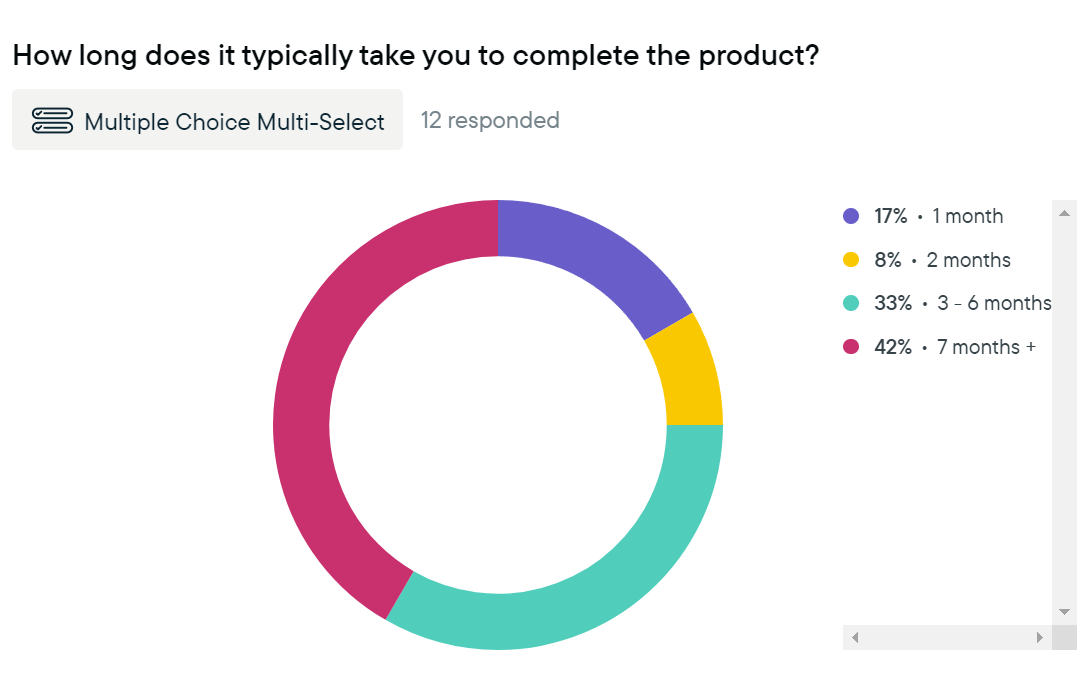 How long does it typically take you to complete the product?
Multiple Choice Multi-Select
12 responded
17% • 1 month
8% • 2 months
33% • 3 - 6 months
42% • 7 months +